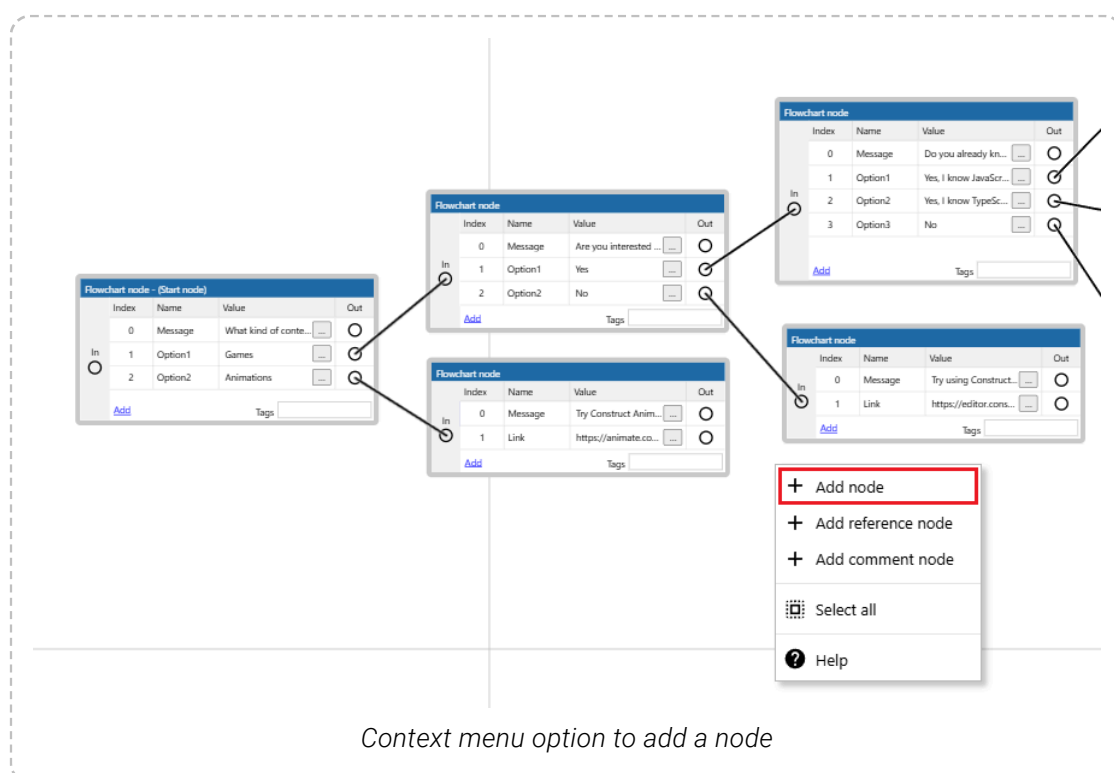 Flowchart node - (Start node)
Index Name Value Out
0 Message What kind of conte... ...
In
1 Option1 Games ...
2 Option2 Animations ...
Add Tags
Flowchart node
Index Name Value Out
0 Message Are you interested ... ...
In
1 Option1 Yes ...
2 Option2 No ...
Add Tags
Flowchart node
Index Name Value Out
0 Message Try Construct Anim... ...
In
1 Link https://animate.co... ...
Add Tags
Flowchart node
Index Name Value Out
0 Message Do you already kn... ...
1 Option1 Yes, I know JavaScr... ...
In
2 Option2 Yes, I know TypeSc... ...
3 Option3 No ...
Add Tags
Flowchart node
Index Name Value Out
0 Message Try using Construct... ...
In
1 Link https://editor.cons... ...
Add Tags
Add node
Add reference node
Add comment node
Select all
Help
Context menu option to add a node